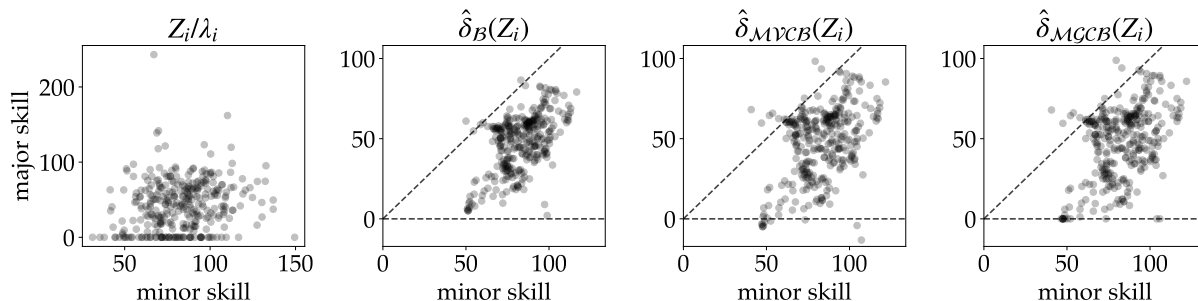 Z_i/λ_i
200
100
0
major skill
50 100 150
minor skill
δ̂_ℬ(Z_i)
100
50
0
0 50 100
minor skill
δ̂_ℳ𝒱𝒞ℬ(Z_i)
100
50
0
0 50 100
minor skill
δ̂_ℳ𝒢𝒞ℬ(Z_i)
100
50
0
0 50 100
minor skill